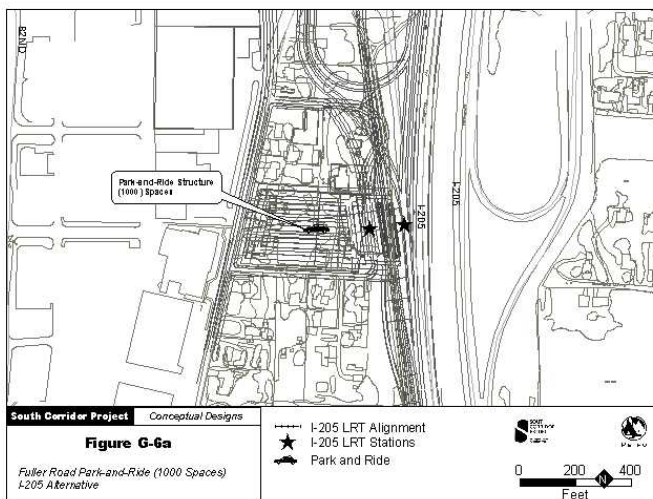 82ND
Park-and-Ride Structure
(1000) Spaces
I-205
I-205
South Corridor Project
Conceptual Designs
Figure G-6a
Fuller Road Park-and-Ride (1000 Spaces)
I-205 Alternative
I-205 LRT Alignment
I-205 LRT Stations
Park and Ride
0 200 400
Feet
N